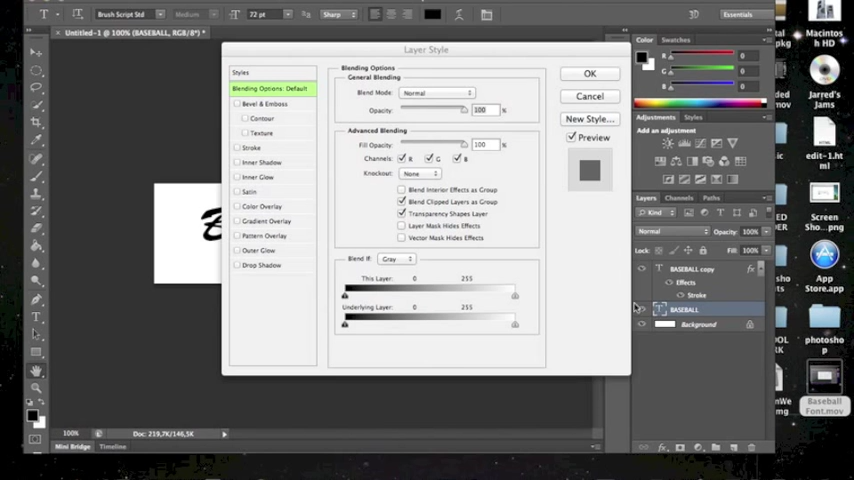 T
Brush Script Std
Medium
72 pt
Sharp
3D
Essentials
Untitled-1 @ 100% (BASEBALL, RGB/8*) *
Layer Style
Styles
Blending Options: Default
Bevel & Emboss
Contour
Texture
Stroke
Inner Shadow
Inner Glow
Satin
Color Overlay
Gradient Overlay
Pattern Overlay
Outer Glow
Drop Shadow
Blending Options
General Blending
Blend Mode: Normal
Opacity: 100 %
Advanced Blending
Fill Opacity: 100 %
Channels: R G B
Knockout: None
Blend Interior Effects as Group
Blend Clipped Layers as Group
Transparency Shapes Layer
Layer Mask Hides Effects
Vector Mask Hides Effects
Blend If: Gray
This Layer: 0 255
Underlying Layer: 0 255
OK
Cancel
New Style...
Preview
Color Swatches
R 0
G 0
B 0
Adjustments Styles
Add an adjustment
Layers Channels Paths
Kind
Normal Opacity: 100%
Lock: Fill: 100%
T BASEBALL copy fx
Effects
Stroke
T BASEBALL
Background
100% Doc: 219,7K/146,5K
Mini Bridge Timeline
Macintos
h HD
Jarred's
Jams
edit-1.h
tml
Screen
Sho...png
App
Store.app
photosho
p
Baseball
Font.mov